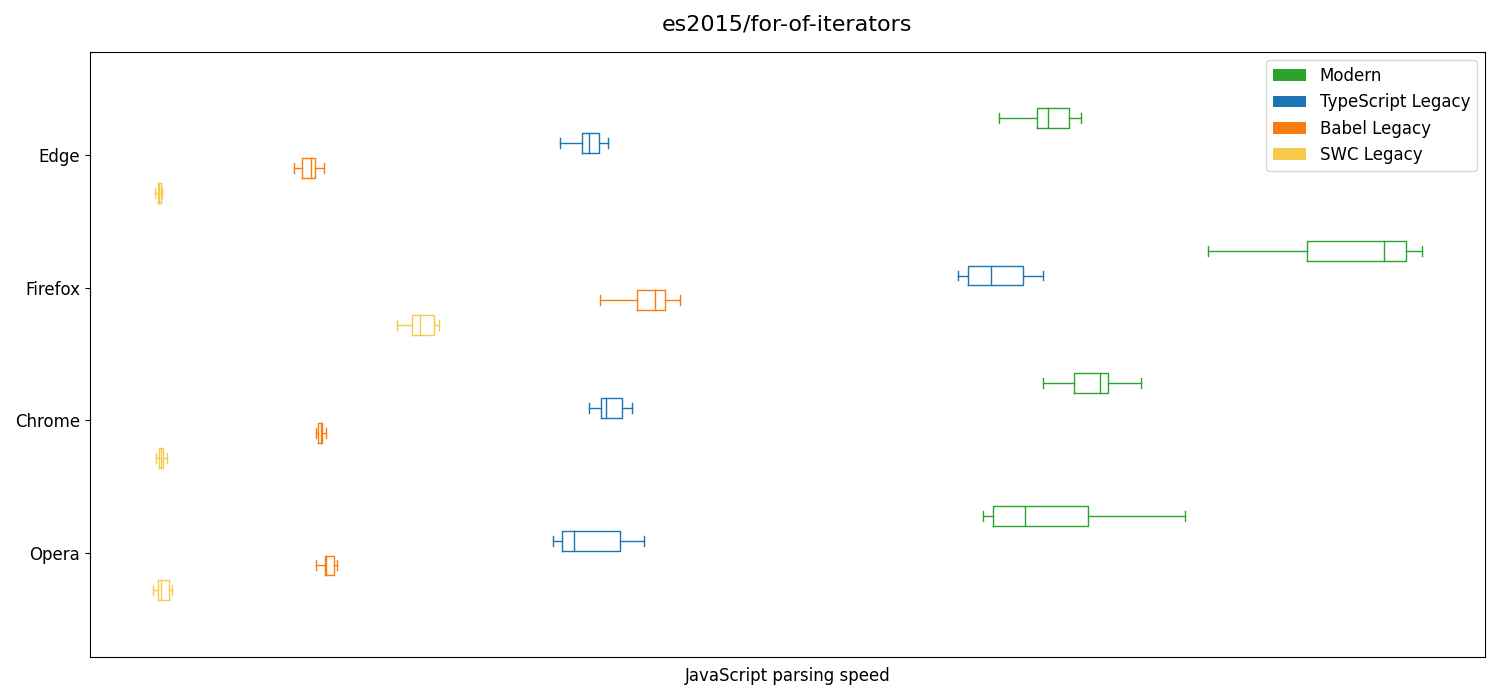 es2015/for-of-iterators
Modern
TypeScript Legacy
Babel Legacy
SWC Legacy
Edge
Firefox
Chrome
Opera
JavaScript parsing speed